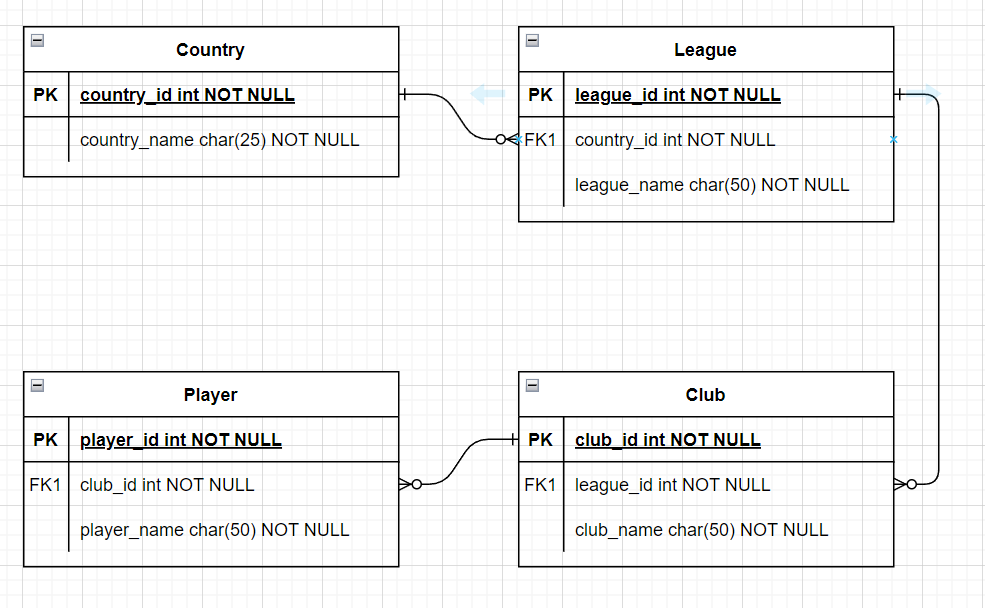 Country
PK country_id int NOT NULL
country_name char(25) NOT NULL
League
PK league_id int NOT NULL
FK1 country_id int NOT NULL
league_name char(50) NOT NULL
Player
PK player_id int NOT NULL
FK1 club_id int NOT NULL
player_name char(50) NOT NULL
Club
PK club_id int NOT NULL
FK1 league_id int NOT NULL
club_name char(50) NOT NULL